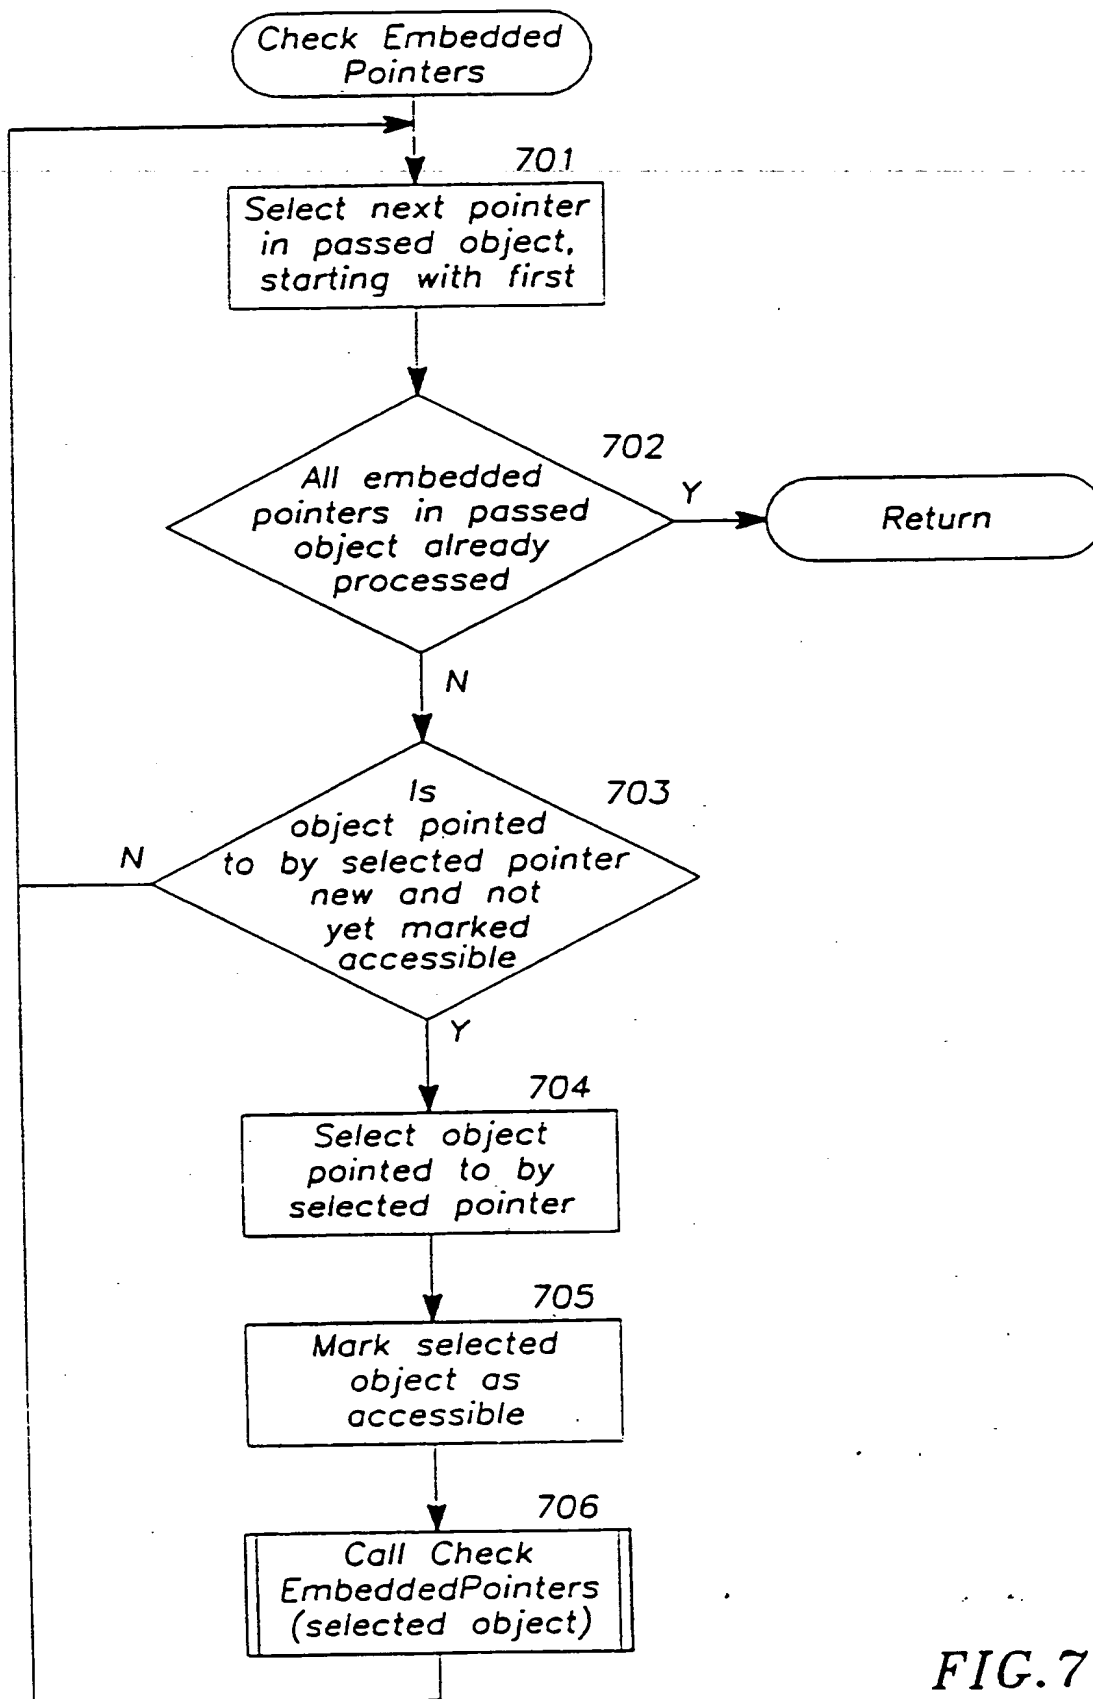 Check Embedded
Pointers
701
Select next pointer
in passed object,
starting with first
702
All embedded
pointers in passed
object already
processed
Y
Return
N
703
Is
object pointed
to by selected pointer
new and not
yet marked
accessible
N
Y
704
Select object
pointed to by
selected pointer
705
Mark selected
object as
accessible
706
Call Check
EmbeddedPointers
(selected object)
FIG. 7